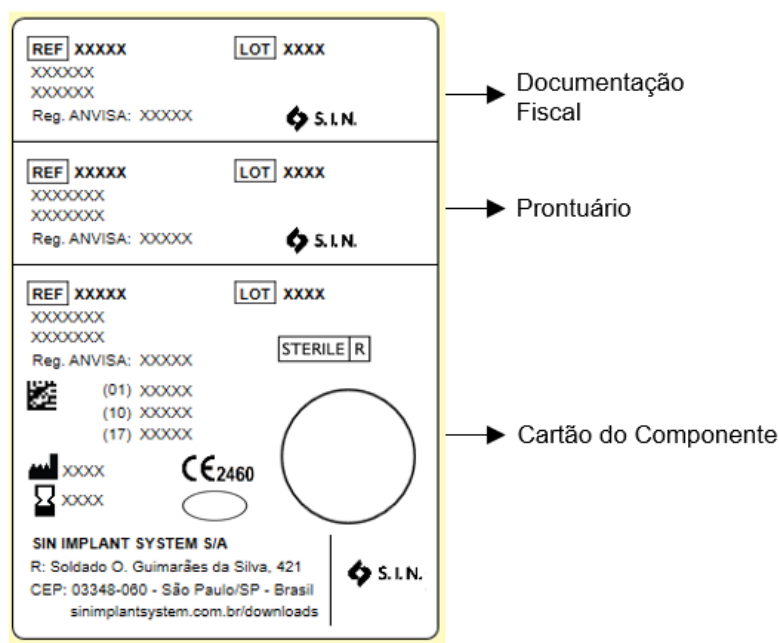 REF XXXXX LOT XXXX
XXXXXX
XXXXXX
Reg. ANVISA: XXXXX S.I.N.
Documentação
Fiscal
REF XXXXX LOT XXXX
XXXXXXX
XXXXXXX
Reg. ANVISA: XXXXX S.I.N.
Prontuário
REF XXXXX LOT XXXX
XXXXXXX
XXXXXXX
Reg. ANVISA: XXXXX
STERILE R
(01) XXXXX
(10) XXXXX
(17) XXXXX
XXXX
CE2460
XXXX
Cartão do Componente
SIN IMPLANT SYSTEM S/A
R: Soldado O. Guimarães da Silva, 421
CEP: 03348-060 - São Paulo/SP - Brasil
sinimplantsystem.com.br/downloads
S.I.N.